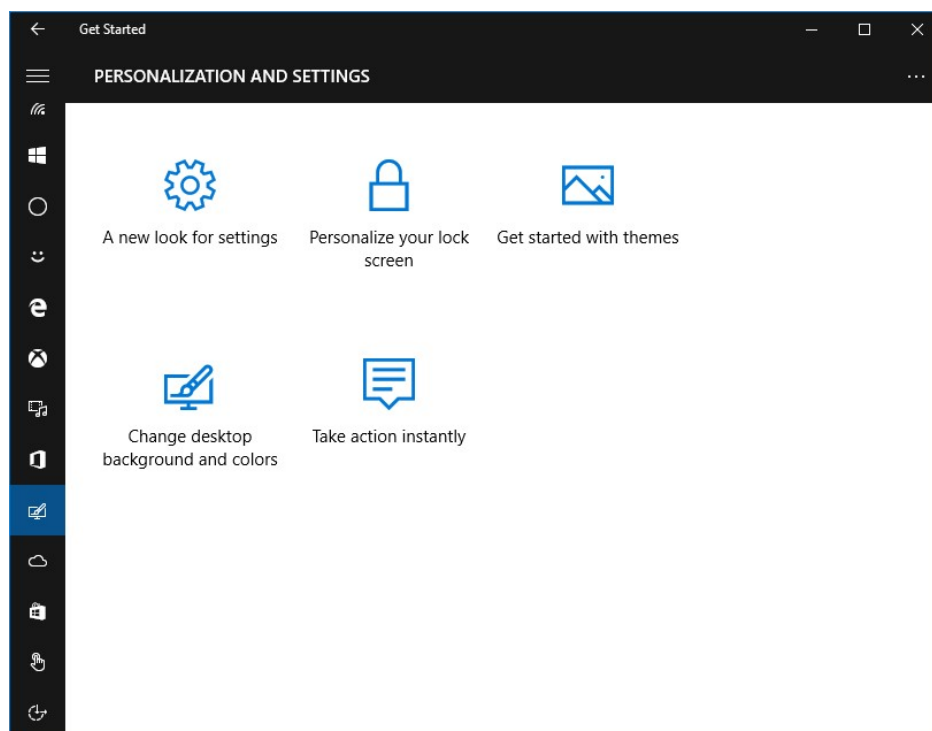 Get Started
PERSONALIZATION AND SETTINGS
A new look for settings
Personalize your lock
screen
Get started with themes
Change desktop
background and colors
Take action instantly